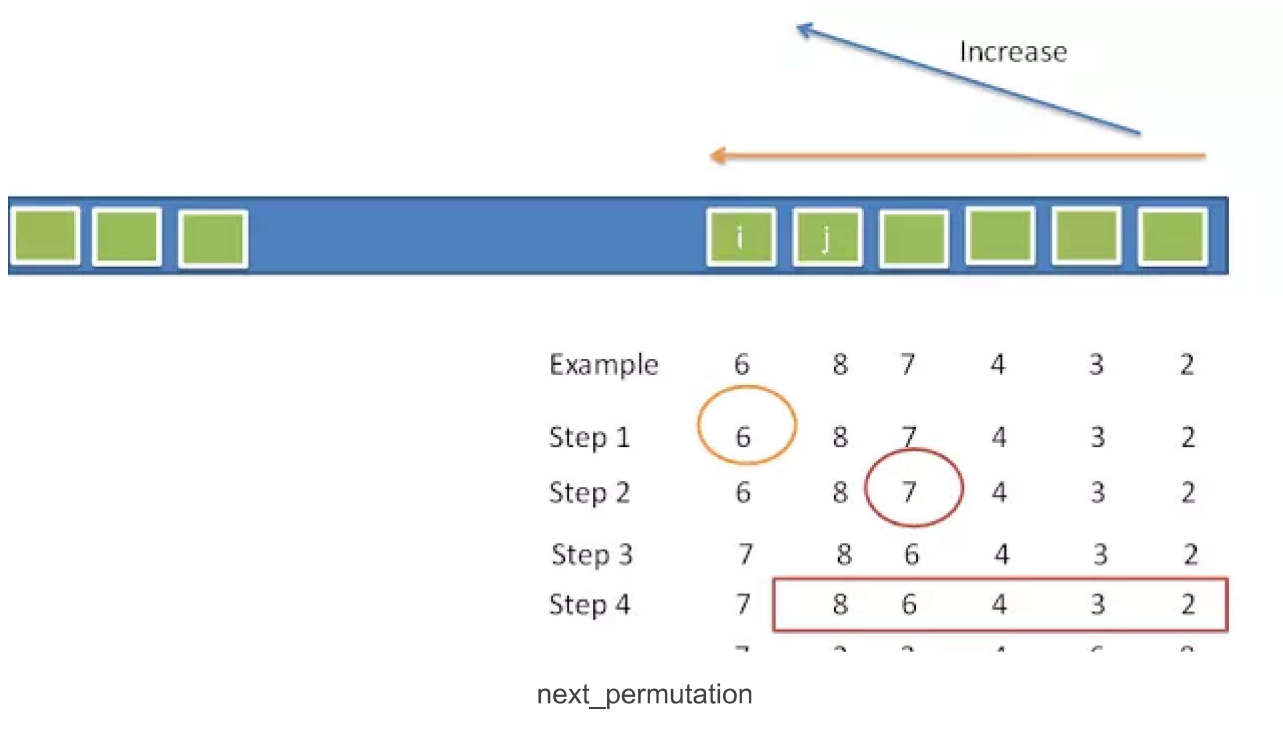 Increase
i j
Example 6 8 7 4 3 2
Step 1 6 8 7 4 3 2
Step 2 6 8 7 4 3 2
Step 3 7 8 6 4 3 2
Step 4 7 8 6 4 3 2
next_permutation